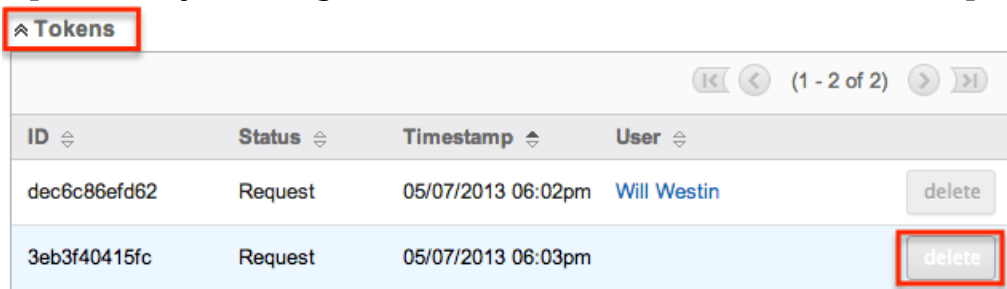 Tokens
(1 - 2 of 2)
ID Status Timestamp User
dec6c86efd62 Request 05/07/2013 06:02pm Will Westin delete
3eb3f40415fc Request 05/07/2013 06:03pm delete